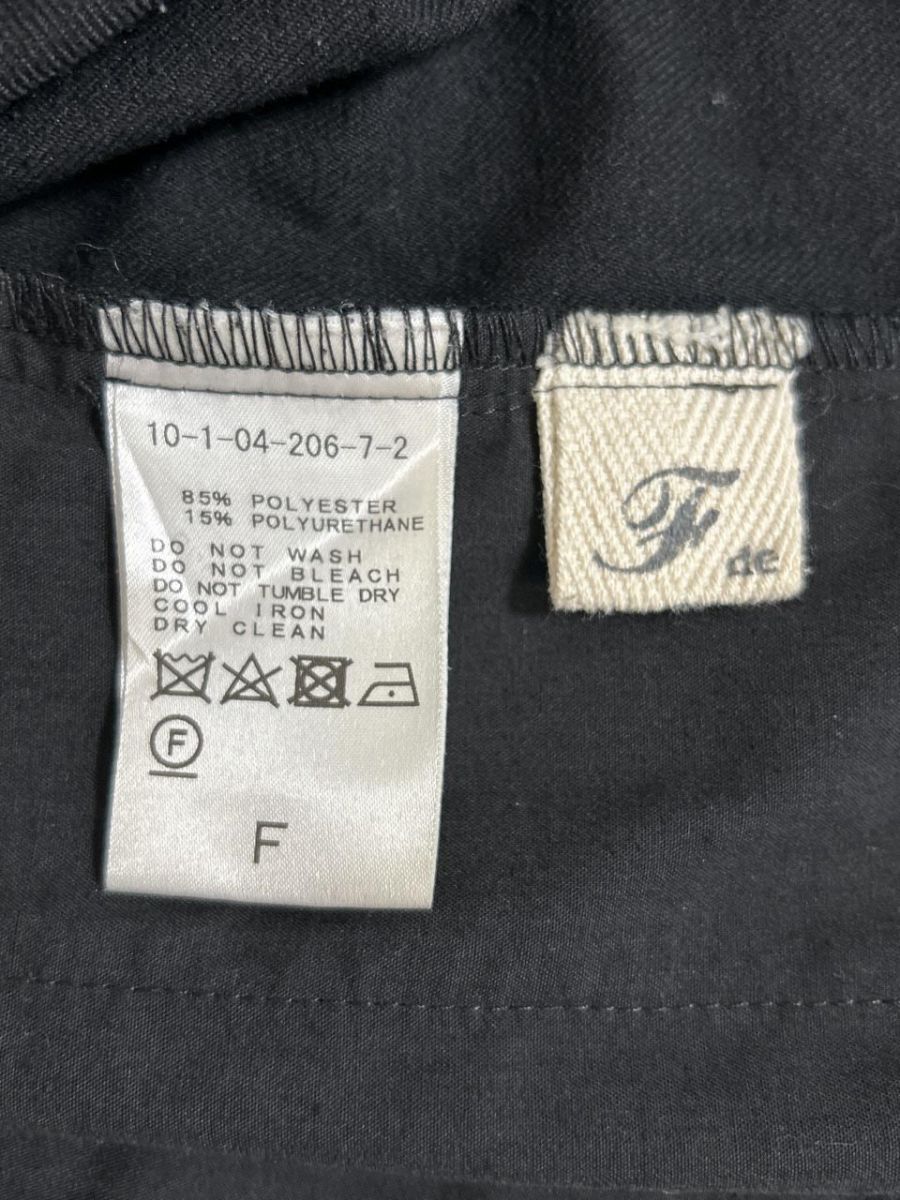 10-1-04-206-7-2
85% POLYESTER
15% POLYURETHANE
DO NOT WASH
DO NOT BLEACH
DO NOT TUMBLE DRY
COOL IRON
DRY CLEAN
F
F
F de